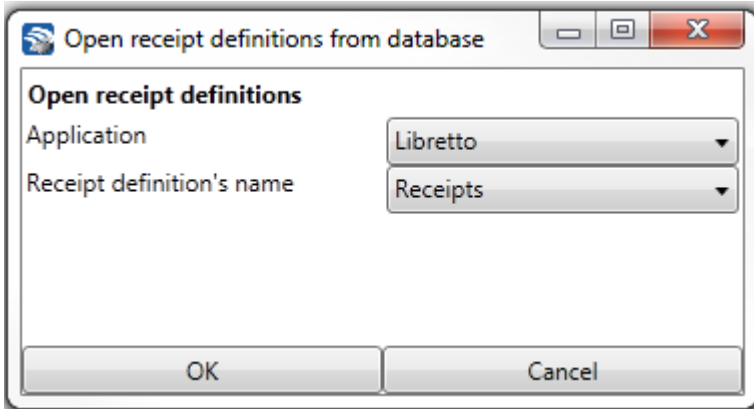 Open receipt definitions from database
Open receipt definitions
Application Libretto
Receipt definition's name Receipts
OK Cancel